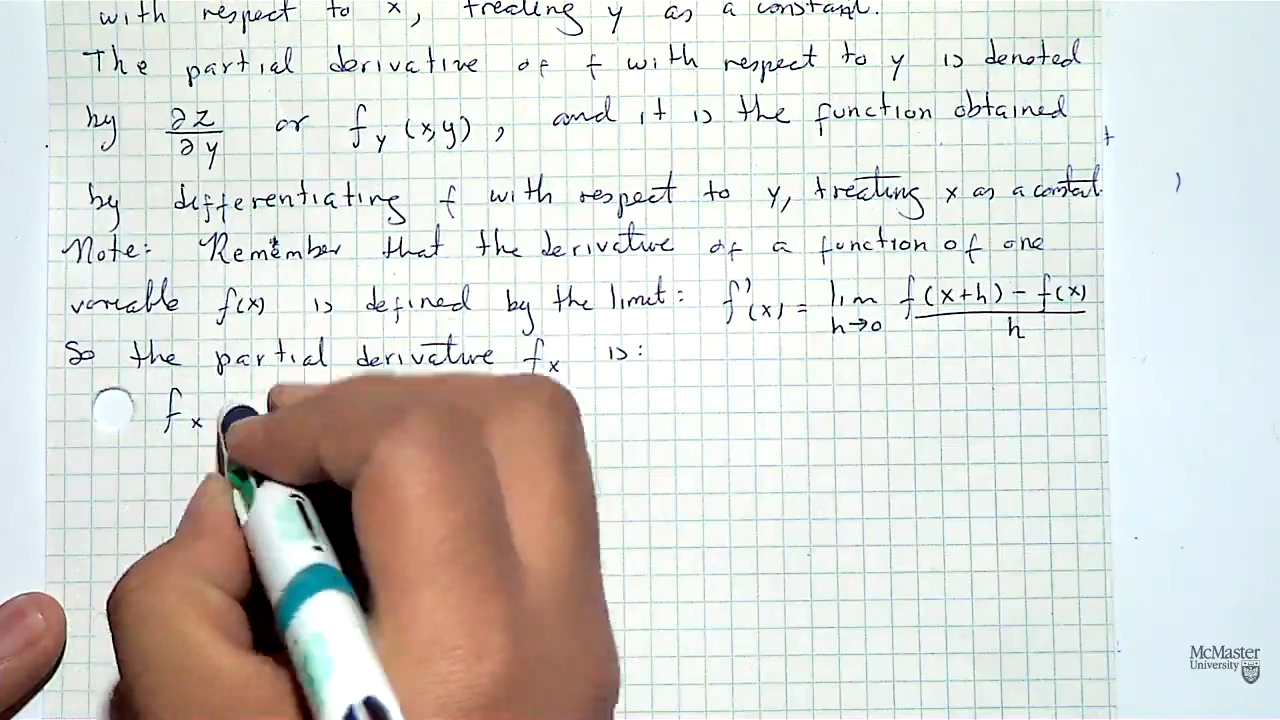 with respect to x, treating y as a constant.
The partial derivative of f with respect to y is denoted
by ∂z/∂y or f_y (x,y), and it is the function obtained
by differentiating f with respect to y, treating x as a constat.
Note: Remember that the derivative of a function of one
variable f(x) is defined by the limit: f'(x) = lim h→0 f(x+h) - f(x) / h
So the partial derivative f_x is:
f_x
McMaster
University